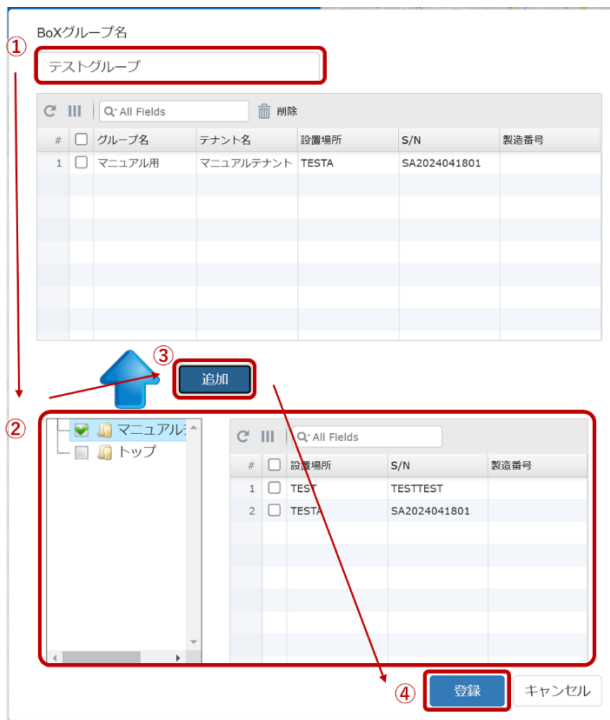 BoXグループ名
①
テストグループ
All Fields 削除
# グループ名 テナント名 設置場所 S/N 製造番号
1 マニュアル用 マニュアルテナント TESTA SA2024041801
③
追加
②
マニュアル
トップ
All Fields
# 設置場所 S/N 製造番号
1 TEST TESTTEST
2 TESTA SA2024041801
④
登録 キャンセル